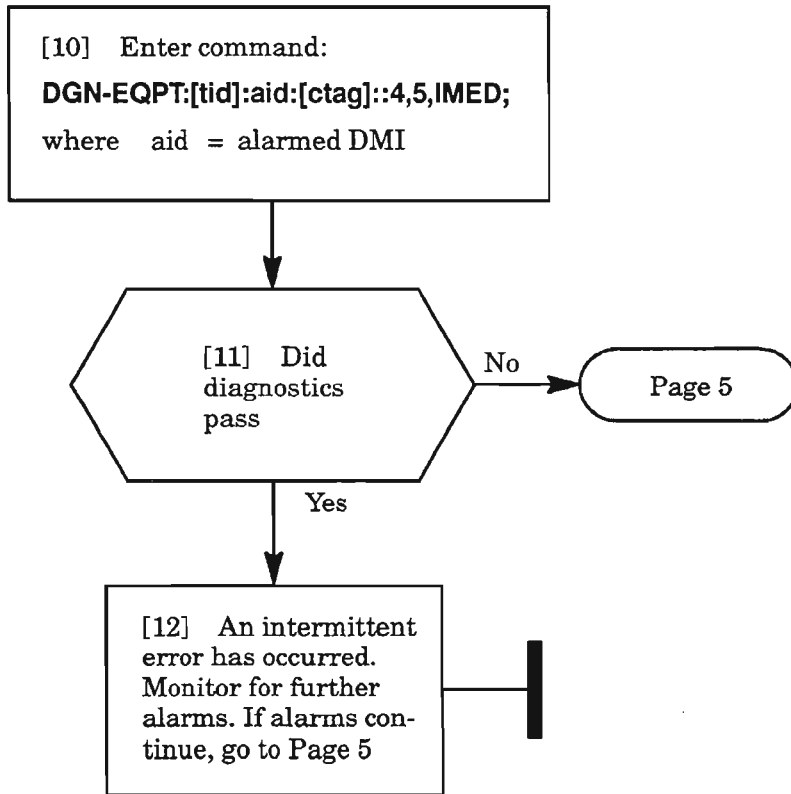 [10] Enter command:
DGN-EQPT:[tid]:aid:[ctag]::4,5,IMED;
where aid = alarmed DMI
[11] Did
diagnostics
pass
No
Page 5
Yes
[12] An intermittent
error has occurred.
Monitor for further
alarms. If alarms con-
tinue, go to Page 5